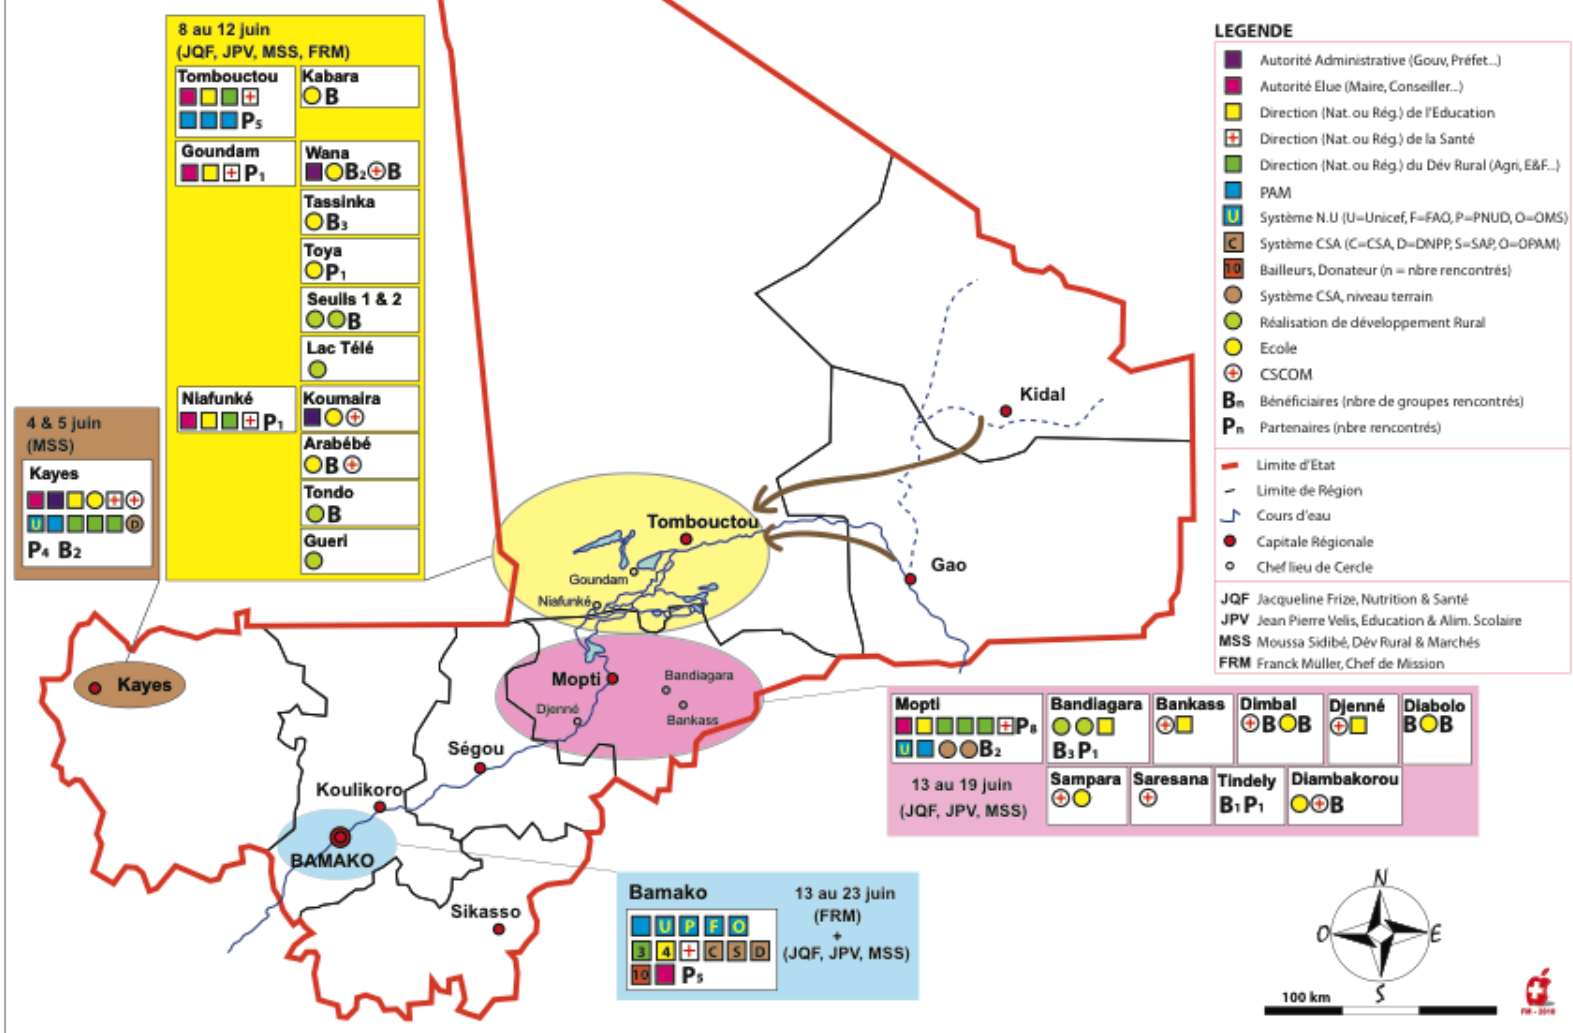 8 au 12 juin
(JQF, JPV, MSS, FRM)
Tombouctou
P5
Kabara
B
Goundam
P1
Wana
B2 B
Tassinka
B3
Toya
P1
Seuils 1 & 2
B
Lac Télé
Niafunké
P1
Koumaira
Arabébé
B
Tondo
B
Gueri
4 & 5 juin
(MSS)
Kayes
U D
P4 B2
LEGENDE
Autorité Administrative (Gouv, Préfet...)
Autorité Elue (Maire, Conseiller...)
Direction (Nat. ou Rég.) de l'Education
Direction (Nat. ou Rég.) de la Santé
Direction (Nat. ou Rég.) du Dév Rural (Agri, E&F...)
PAM
U Système N.U (U=Unicef, F=FAO, P=PNUD, O=OMS)
C Système CSA (C=CSA, D=DNPP, S=SAP, O=OPAM)
10 Bailleurs, Donateur (n = nbre rencontrés)
Système CSA, niveau terrain
Réalisation de développement Rural
Ecole
CSCOM
Bn Bénéficiaires (nbre de groupes rencontrés)
Pn Partenaires (nbre rencontrés)
Limite d'Etat
Limite de Région
Cours d'eau
Capitale Régionale
Chef lieu de Cercle
JQF Jacqueline Frize, Nutrition & Santé
JPV Jean Pierre Velis, Education & Alim. Scolaire
MSS Moussa Sidibé, Dév Rural & Marchés
FRM Franck Muller, Chef de Mission
Kidal
Tombouctou
Gao
Goundam
Niafunké
Kayes
Mopti
Bandiagara
Djenné
Bankass
Ségou
Koulikoro
BAMAKO
Sikasso
Mopti
P8
U B2
Bandiagara
B3 P1
Bankass
Dimbal
B B
Djenné
Diabolo
B B
13 au 19 juin
(JQF, JPV, MSS)
Sampara
Saresana
Tindely
B1 P1
Diambakorou
B
Bamako
U P F O
3 4 C S D
10 P5
13 au 23 juin
(FRM)
+
(JQF, JPV, MSS)
N
O E
S
100 km
FM - 2010